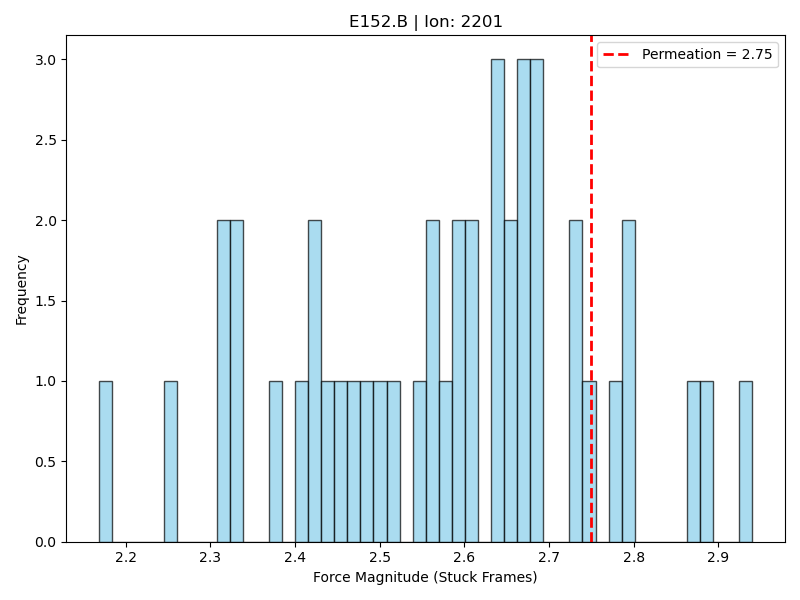 E152.B | Ion: 2201
Permeation = 2.75
3.0
2.5
2.0
1.5
1.0
0.5
0.0
Frequency
2.2 2.3 2.4 2.5 2.6 2.7 2.8 2.9
Force Magnitude (Stuck Frames)